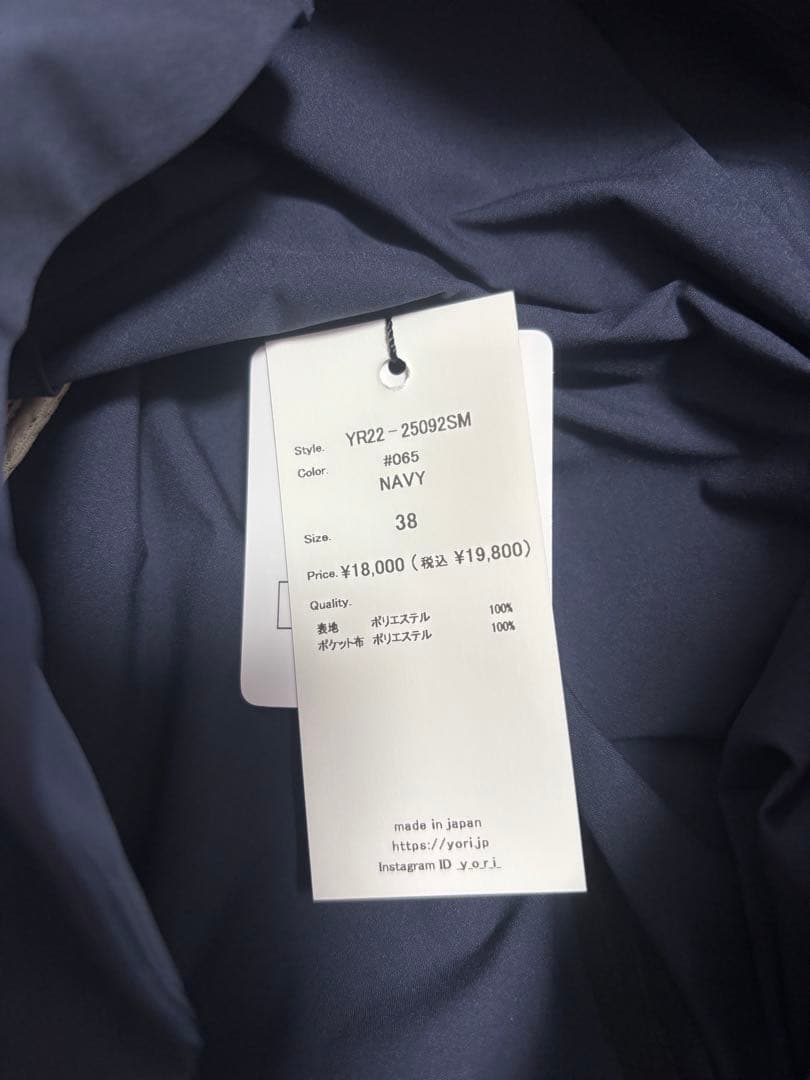 Style. YR22-25092SM
Color. #065
NAVY
Size. 38
Price. ¥18,000 (税込 ¥19,800)
Quality.
表地 ポリエステル 100%
ポケット布 ポリエステル 100%
made in japan
https://yori.jp
Instagram ID _y_o_r_i_